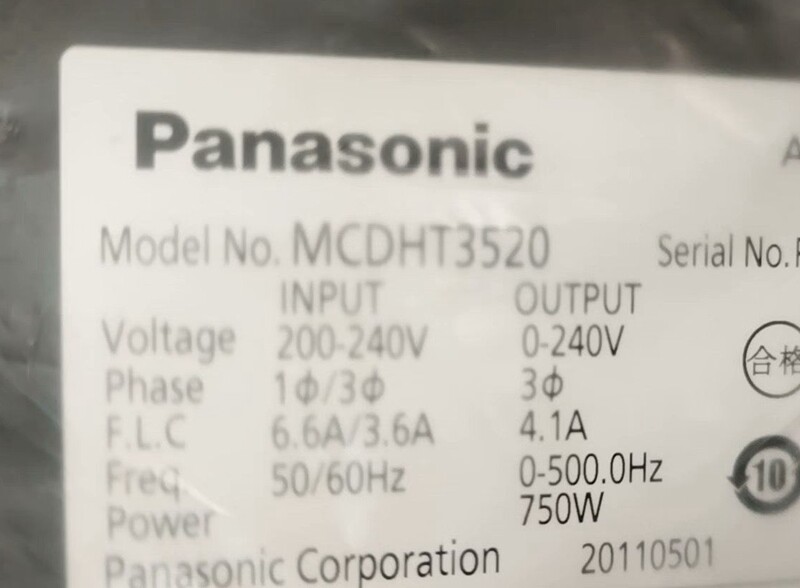 Panasonic
A
Model No. MCDHT3520 Serial No.
INPUT OUTPUT
Voltage 200-240V 0-240V
Phase 1Φ/3Φ 3Φ
合格
F.L.C 6.6A/3.6A 4.1A
Freq 50/60Hz 0-500.0Hz
10
Power 750W
Panasonic Corporation 20110501